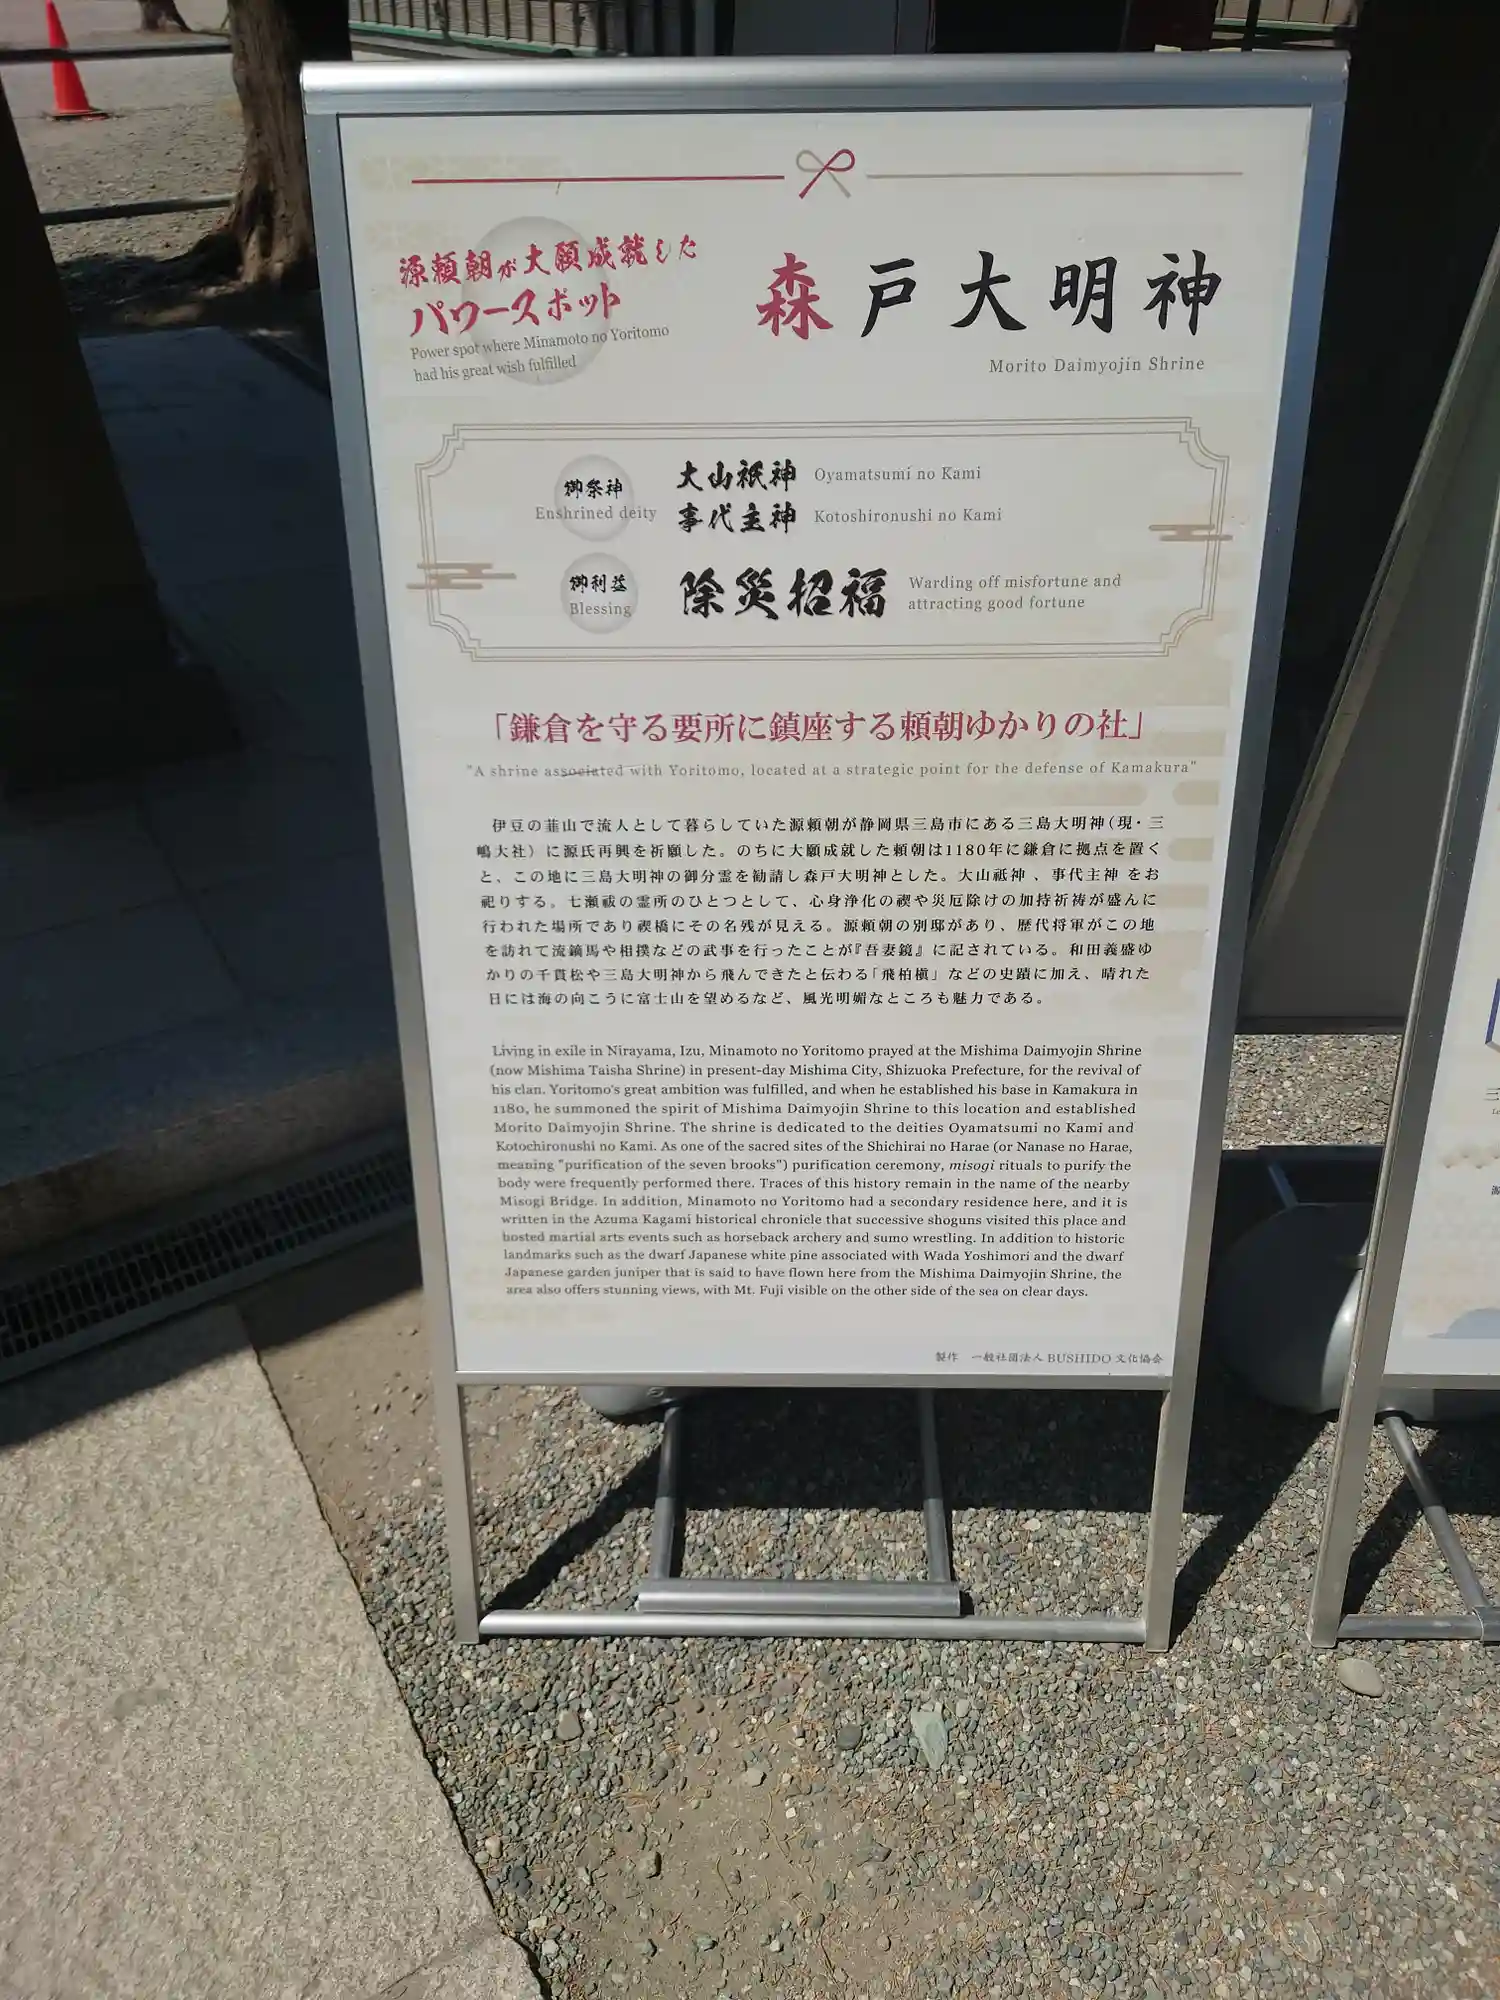 源頼朝が大願成就した
パワースポット
Power spot where Minamoto no Yoritomo
had his great wish fulfilled
森戸大明神
Morito Daimyojin Shrine
御祭神
Enshrined deity
大山祇神 Oyamatsumi no Kami
事代主神 Kotoshironushi no Kami
御利益
Blessing
除災招福
Warding off misfortune and
attracting good fortune
「鎌倉を守る要所に鎮座する頼朝ゆかりの社」
"A shrine associated with Yoritomo, located at a strategic point for the defense of Kamakura"
伊豆の韮山で流人として暮らしていた源頼朝が静岡県三島市にある三島大明神(現・三
嶋大社)に源氏再興を祈願した。のちに大願成就した頼朝は1180年に鎌倉に拠点を置く
と、この地に三島大明神の御分霊を勧請し森戸大明神とした。大山祇神 、事代主神 をお
祀りする。七瀬祓の霊所のひとつとして、心身浄化の禊や災厄除けの加持祈祷が盛んに
行われた場所であり禊橋にその名残が見える。源頼朝の別邸があり、歴代将軍がこの地
を訪れて流鏑馬や相撲などの武事を行ったことが『吾妻鏡』に記されている。和田義盛ゆ
かりの千貫松や三島大明神から飛んできたと伝わる「飛柏槇」などの史蹟に加え、晴れた
日には海の向こうに富士山を望めるなど、風光明媚なところも魅力である。
Living in exile in Nirayama, Izu, Minamoto no Yoritomo prayed at the Mishima Daimyojin Shrine
(now Mishima Taisha Shrine) in present-day Mishima City, Shizuoka Prefecture, for the revival of
his clan. Yoritomo's great ambition was fulfilled, and when he established his base in Kamakura in
1180, he summoned the spirit of Mishima Daimyojin Shrine to this location and established
Morito Daimyojin Shrine. The shrine is dedicated to the deities Oyamatsumi no Kami and
Kotochironushi no Kami. As one of the sacred sites of the Shichirai no Harae (or Nanase no Harae,
meaning "purification of the seven brooks") purification ceremony, misogi rituals to purify the
body were frequently performed there. Traces of this history remain in the name of the nearby
Misogi Bridge. In addition, Minamoto no Yoritomo had a secondary residence here, and it is
written in the Azuma Kagami historical chronicle that successive shoguns visited this place and
hosted martial arts events such as horseback archery and sumo wrestling. In addition to historic
landmarks such as the dwarf Japanese white pine associated with Wada Yoshimori and the dwarf
Japanese garden juniper that is said to have flown here from the Mishima Daimyojin Shrine, the
area also offers stunning views, with Mt. Fuji visible on the other side of the sea on clear days.
製作 一般社団法人 BUSHIDO 文化協会